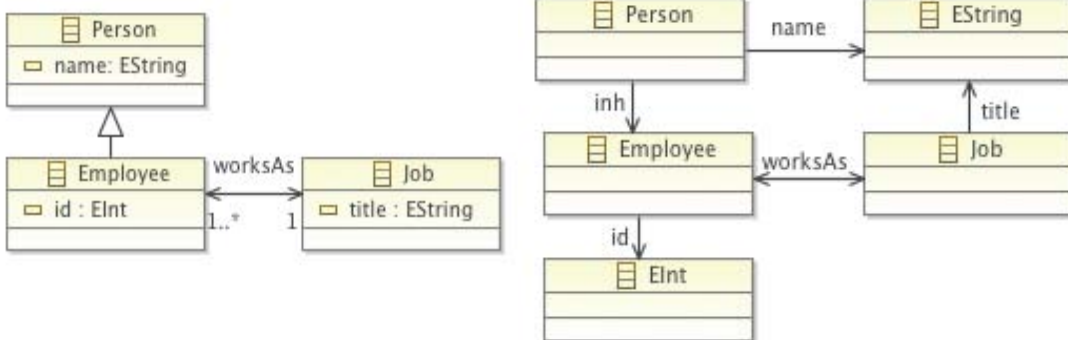 Person
name: EString
Employee
id : EInt
worksAs
1..*
1
Job
title : EString
Person
name
EString
inh
title
Employee
worksAs
Job
id
EInt